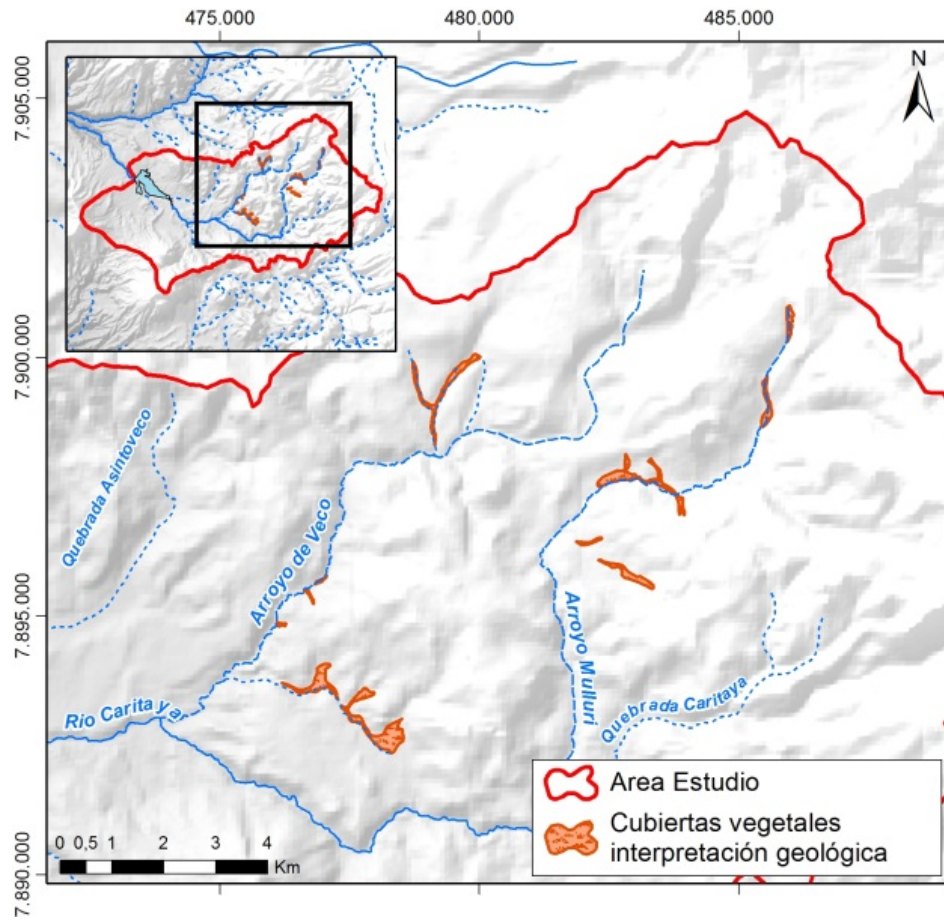 475.000
480.000
485.000
7.905.000
7.900.000
7.895.000
7.890.000
N
Quebrada Asintoveco
Arroyo de Veco
Arroyo Mulluri
Río Caritaya
Quebrada Caritaya
Area Estudio
Cubiertas vegetales
interpretación geológica
0 0,5 1 2 3 4
Km